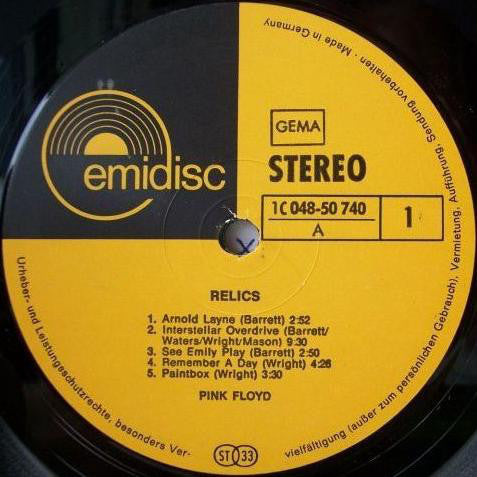 emidisc
GEMA
STEREO
1C 048-50 740
A
1
RELICS
1. Arnold Layne (Barrett) 2:52
2. Interstellar Overdrive (Barrett/
Waters/Wright/Mason) 9:30
3. See Emily Play (Barrett) 2:50
4. Remember A Day (Wright) 4:26
5. Paintbox (Wright) 3:30
PINK FLOYD
Urheber- und Leistungsschutzrechte, besonders Ver-
vielfältigung (außer zum persönlichen Gebrauch), Vermietung, Aufführung, Sendung vorbehalten · Made in Germany
ST 33
X